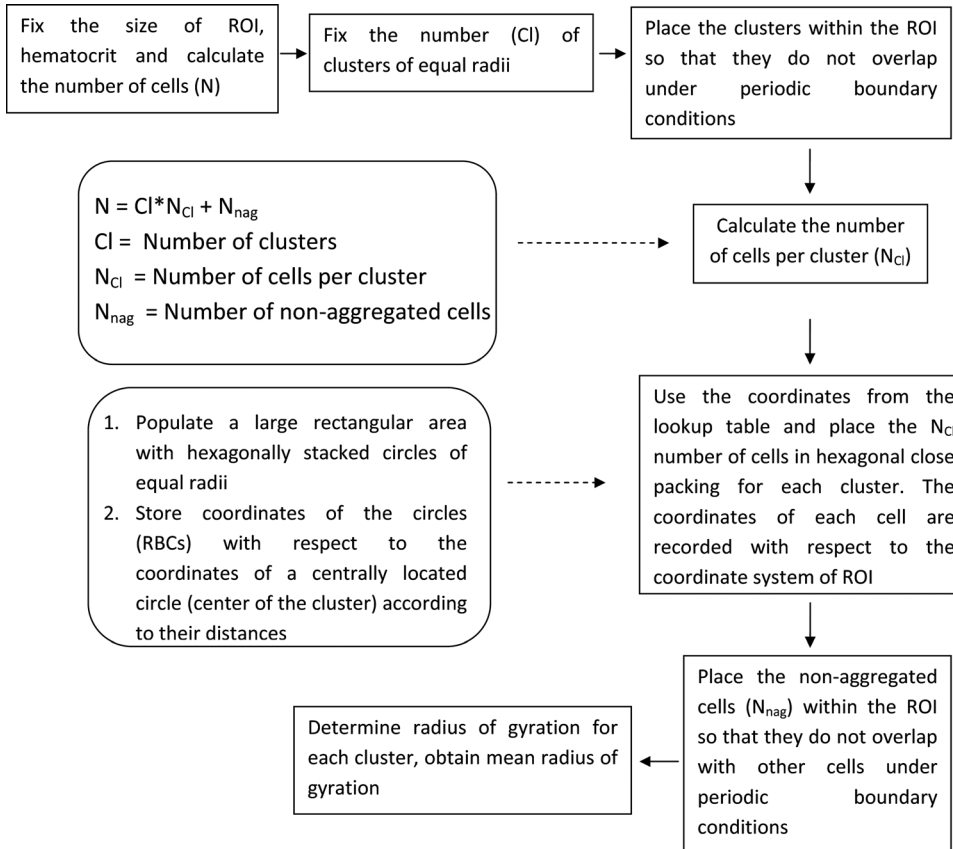 Fix the size of ROI,
hematocrit and calculate
the number of cells (N)
Fix the number (Cl) of
clusters of equal radii
Place the clusters within the ROI
so that they do not overlap
under periodic boundary
conditions
N = Cl*N_Cl + N_nag
Cl = Number of clusters
N_Cl = Number of cells per cluster
N_nag = Number of non-aggregated cells
Calculate the number
of cells per cluster (N_Cl)
1. Populate a large rectangular area
with hexagonally stacked circles of
equal radii
2. Store coordinates of the circles
(RBCs) with respect to the
coordinates of a centrally located
circle (center of the cluster) according
to their distances
Use the coordinates from the
lookup table and place the N_Cl
number of cells in hexagonal close
packing for each cluster. The
coordinates of each cell are
recorded with respect to the
coordinate system of ROI
Place the non-aggregated
cells (N_nag) within the ROI
so that they do not overlap
with other cells under
periodic boundary
conditions
Determine radius of gyration for
each cluster, obtain mean radius of
gyration